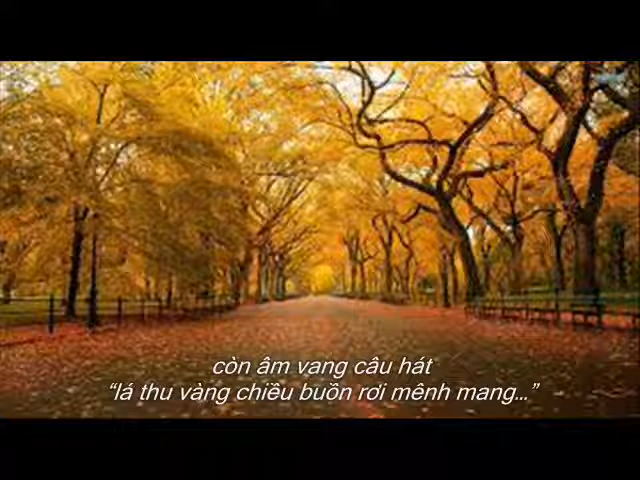 còn âm vang câu hát
“lá thu vàng chiều buồn rơi mênh mang...”